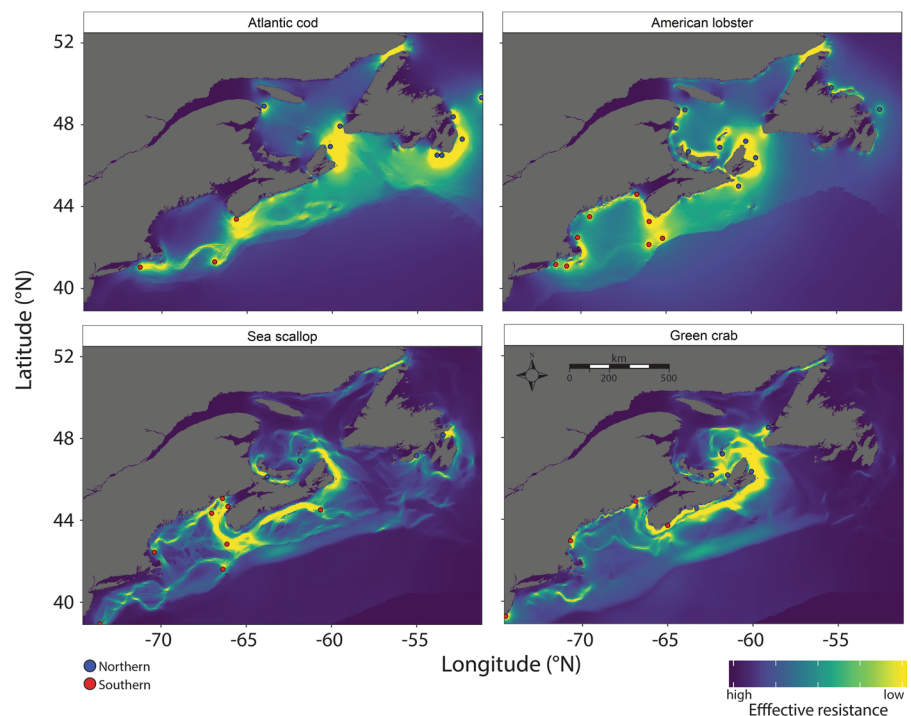 Atlantic cod
American lobster
52
48
44
40
Sea scallop
Green crab
N
km
0 200 500
52
48
44
40
-70 -65 -60 -55
-70 -65 -60 -55
Latitude (°N)
Longitude (°N)
Northern
Southern
high low
Efffective resistance